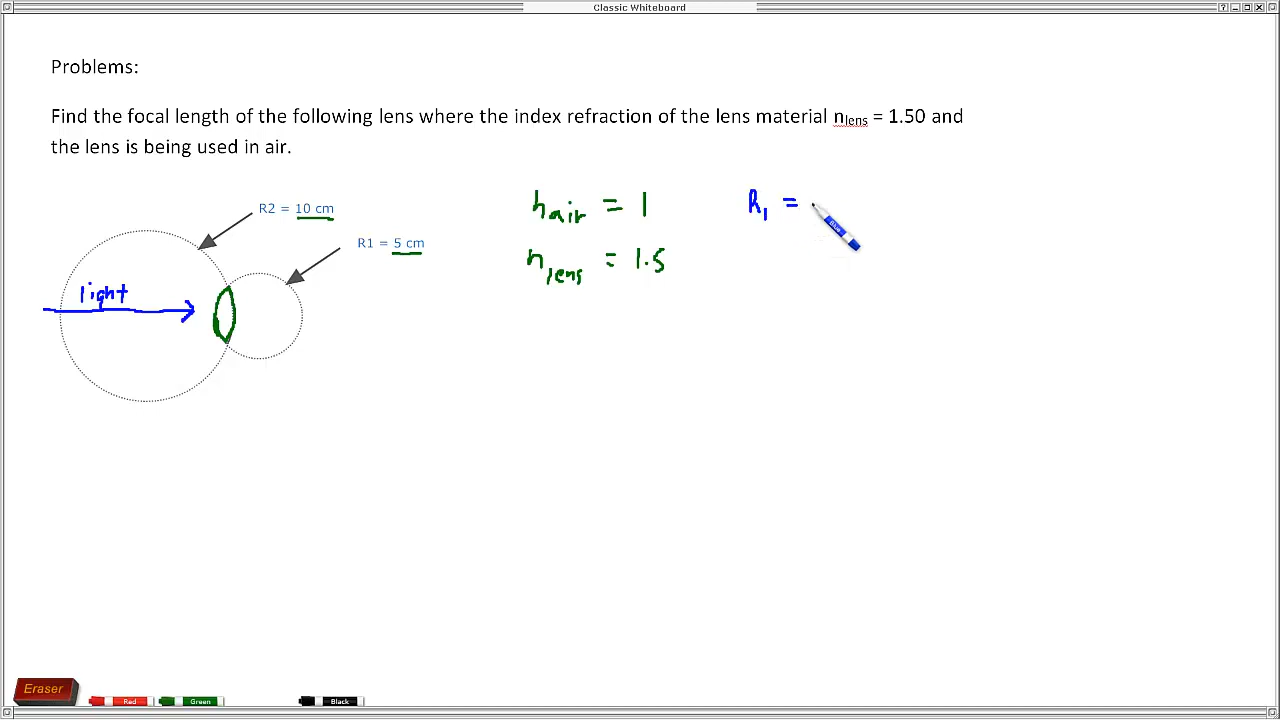 Classic Whiteboard
Problems:
Find the focal length of the following lens where the index refraction of the lens material nlens = 1.50 and
the lens is being used in air.
R2 = 10 cm
R1 = 5 cm
light
nair = 1
nlens = 1.5
R1 =
Eraser
Red
Green
Black
Blue